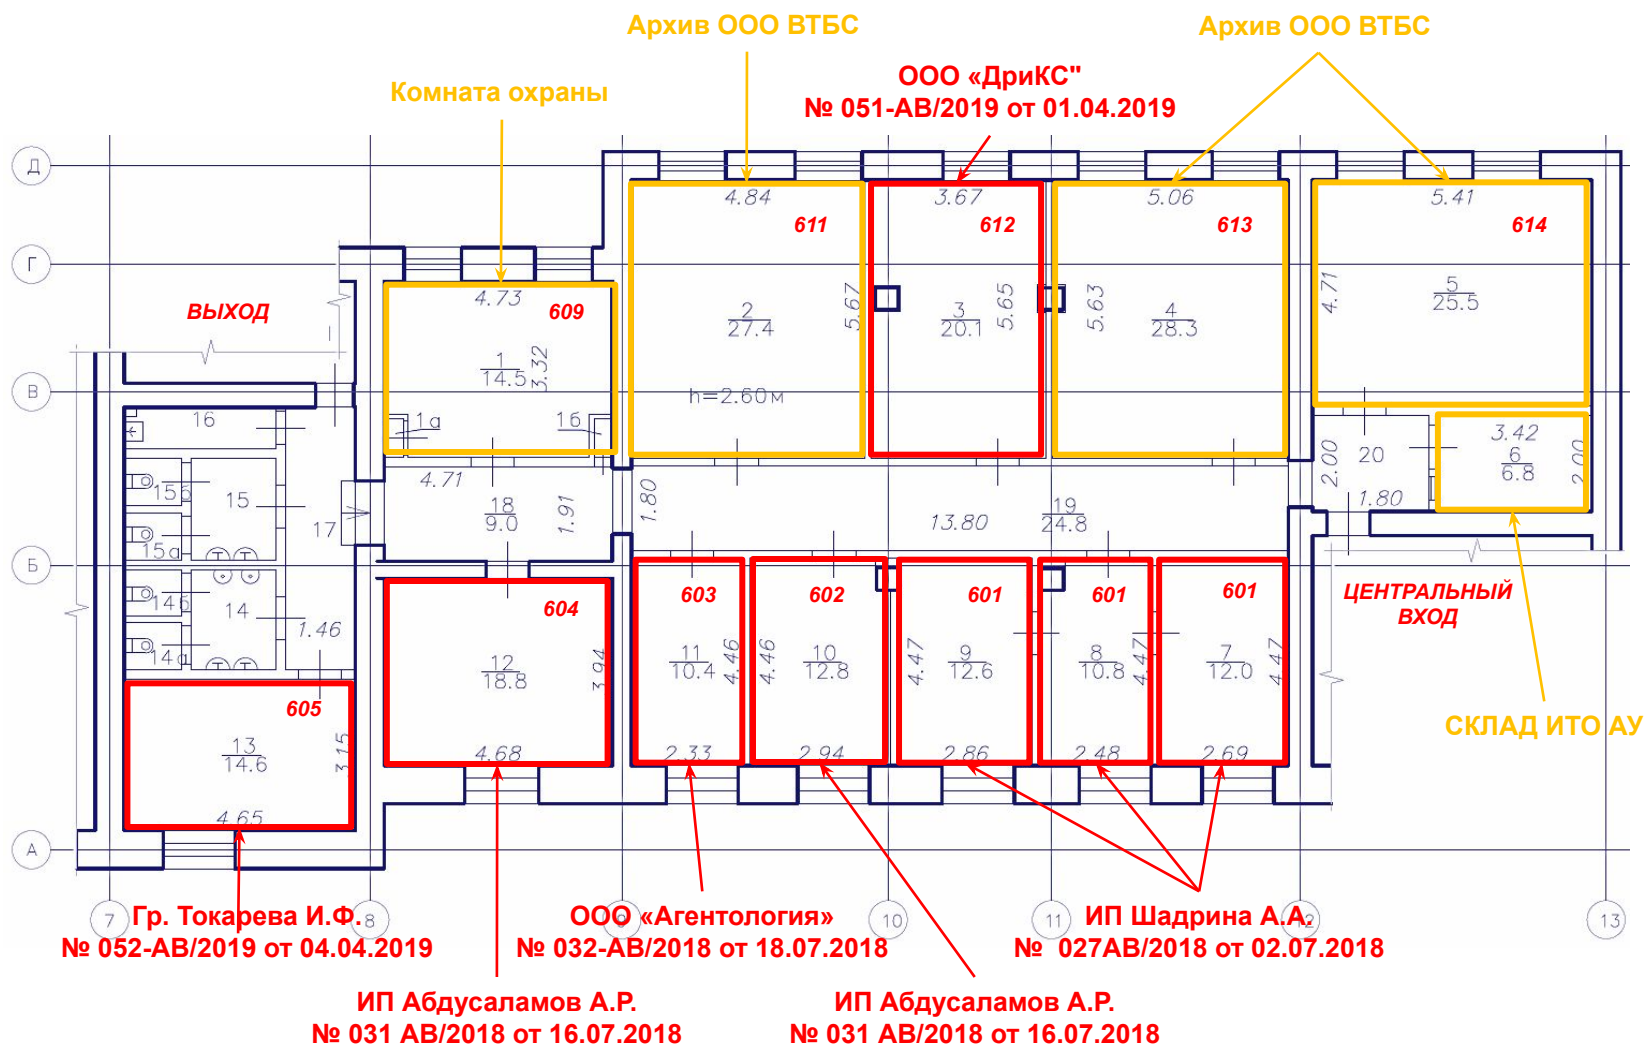 Архив ООО ВТБС
Архив ООО ВТБС
ООО «ДриКС"
№ 051-АВ/2019 от 01.04.2019
Комната охраны
Д
Г
В
Б
А
4.84
611
2
27.4
5.67
h=2.60м
3.67
612
3
20.1
5.65
5.06
613
4
28.3
5.63
5.41
614
5
25.5
4.71
ВЫХОД
4.73
609
1
14.5
3.32
1а
1б
16
15б
15
15а
17
14б
14
14а
1.46
4.71
18
9.0
1.91
1.80
13.80
19
24.8
2.00
20
1.80
3.42
6
6.8
2.00
ЦЕНТРАЛЬНЫЙ
ВХОД
СКЛАД ИТО АУ
605
13
14.6
3.15
4.65
604
12
18.8
3.94
4.68
603
11
10.4
4.46
2.33
602
10
12.8
4.46
2.94
601
9
12.6
4.47
2.86
601
8
10.8
4.47
2.48
601
7
12.0
4.47
2.69
7
8
9
10
11
12
13
Гр. Токарева И.Ф.
№ 052-АВ/2019 от 04.04.2019
ООО «Агентология»
№ 032-АВ/2018 от 18.07.2018
ИП Шадрина А.А.
№ 027АВ/2018 от 02.07.2018
ИП Абдусаламов А.Р.
№ 031 АВ/2018 от 16.07.2018
ИП Абдусаламов А.Р.
№ 031 АВ/2018 от 16.07.2018